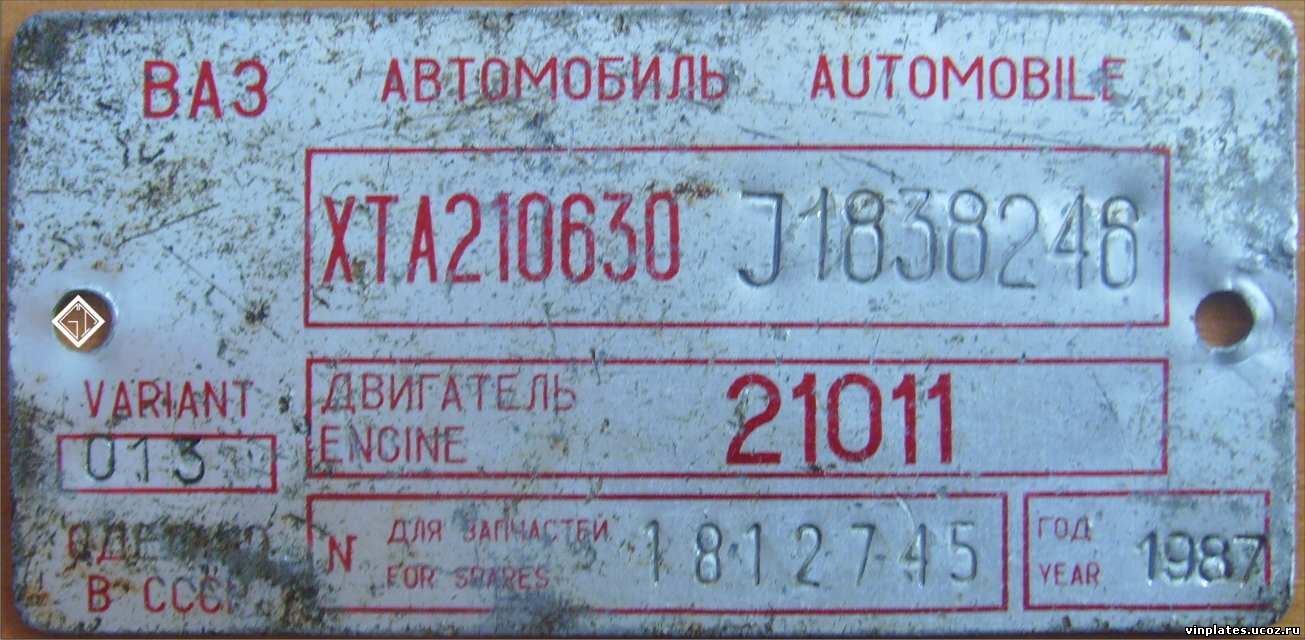 ВАЗ АВТОМОБИЛЬ AUTOMOBILE
XTA210630 J1838246
VARIANT
013
ДВИГАТЕЛЬ
ENGINE
21011
В СССР
N
ДЛЯ ЗАПЧАСТЕЙ
FOR SPARES
1812745
ГОД
YEAR
1987
vinplates.ucoz.ru